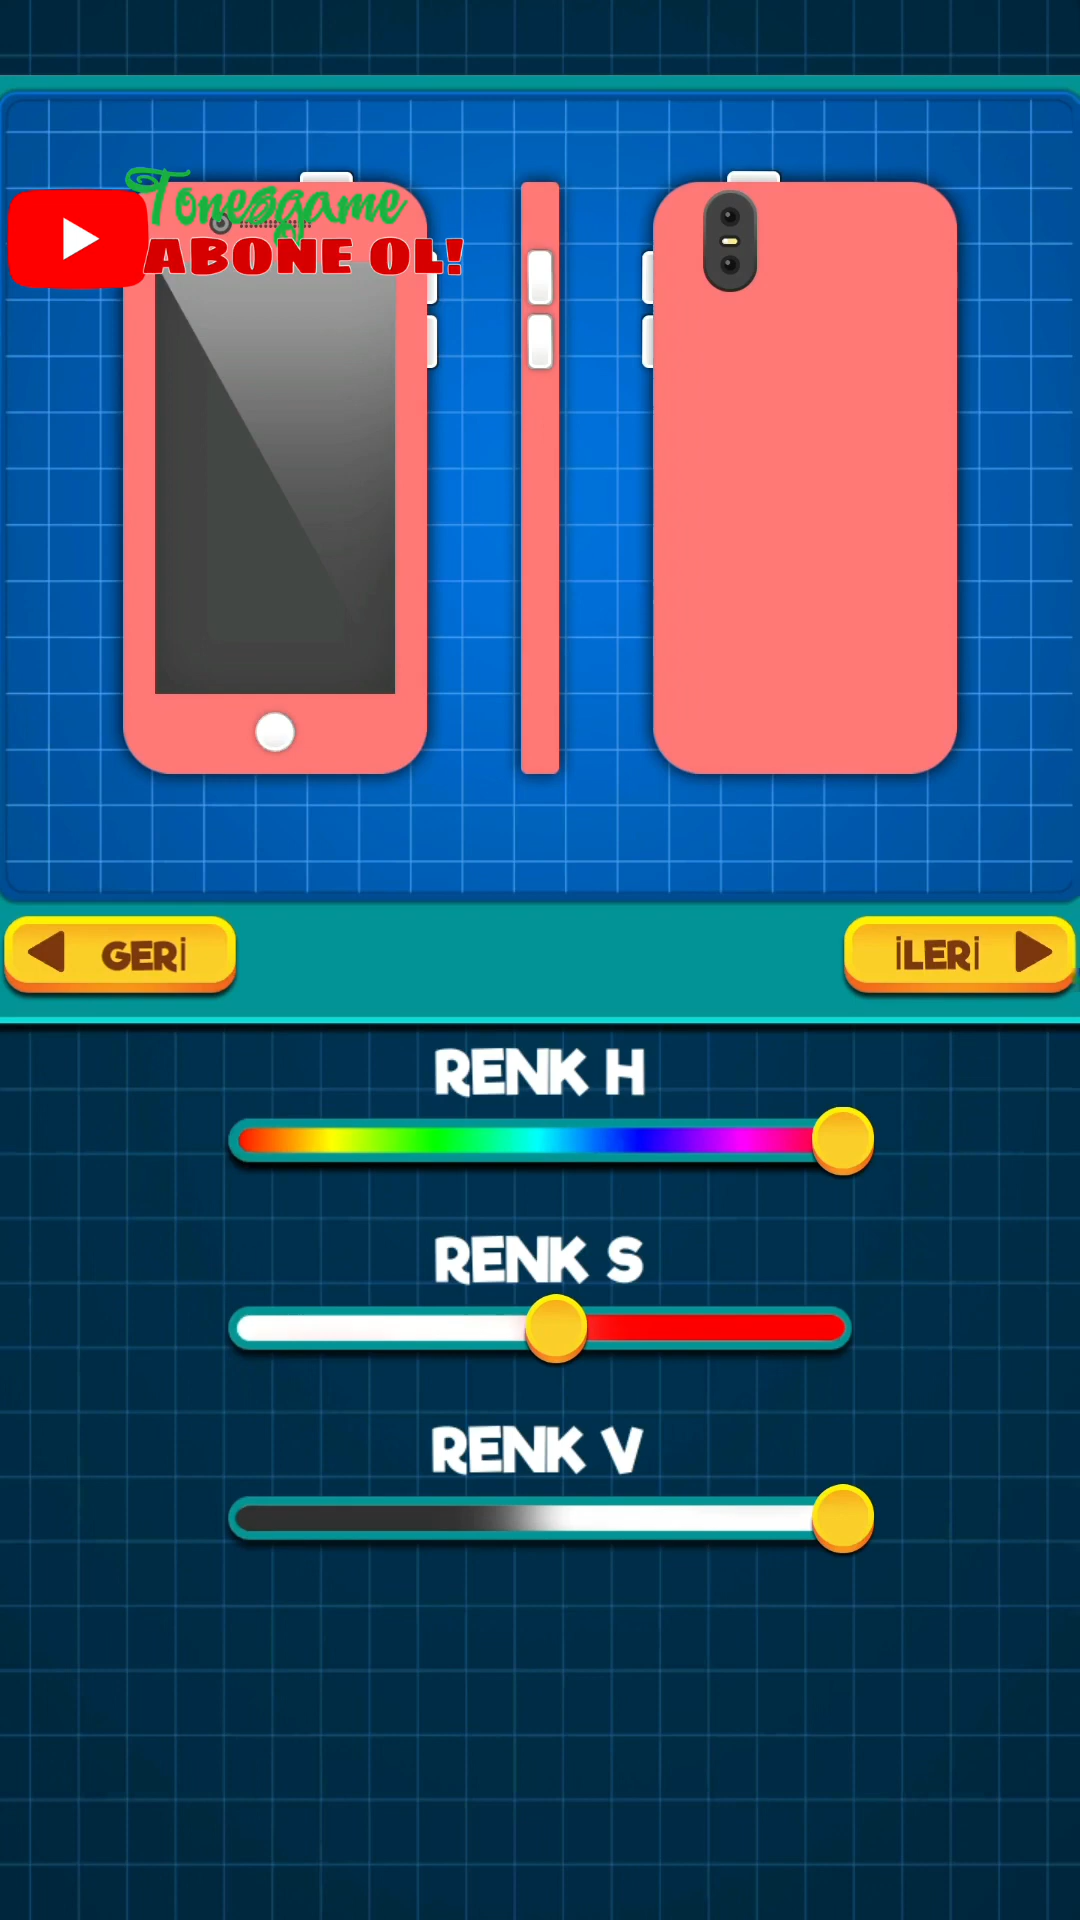 Tonesgame
ABONE OL!
GERİ
İLERİ
RENK H
RENK S
RENK V